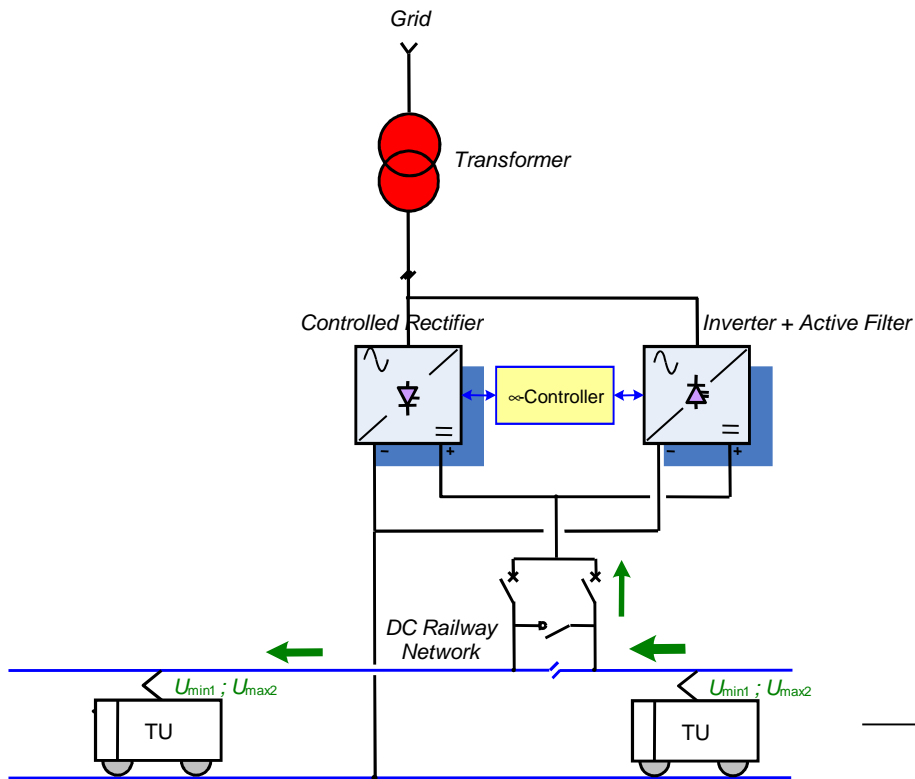 Grid
Transformer
Controlled Rectifier
Inverter + Active Filter
∞-Controller
- +
- +
DC Railway
Network
Umin1 ; Umax2
Umin1 ; Umax2
TU
TU